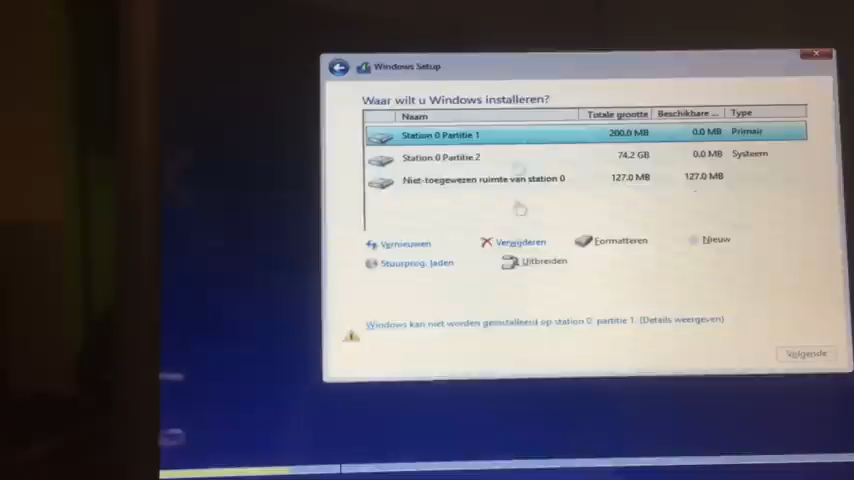 Windows Setup
Waar wilt u Windows installeren?
Naam Totale grootte Beschikbare ... Type
Station 0 Partitie 1 200.0 MB 0.0 MB Primair
Station 0 Partitie 2 74.2 GB 0.0 MB Systeem
Niet-toegewezen ruimte van station 0 127.0 MB 127.0 MB
Vernieuwen Verwijderen Formatteren Nieuw
Stuurprog. laden Uitbreiden
Windows kan niet worden geïnstalleerd op station 0 partitie 1. (Details weergeven)
Volgende